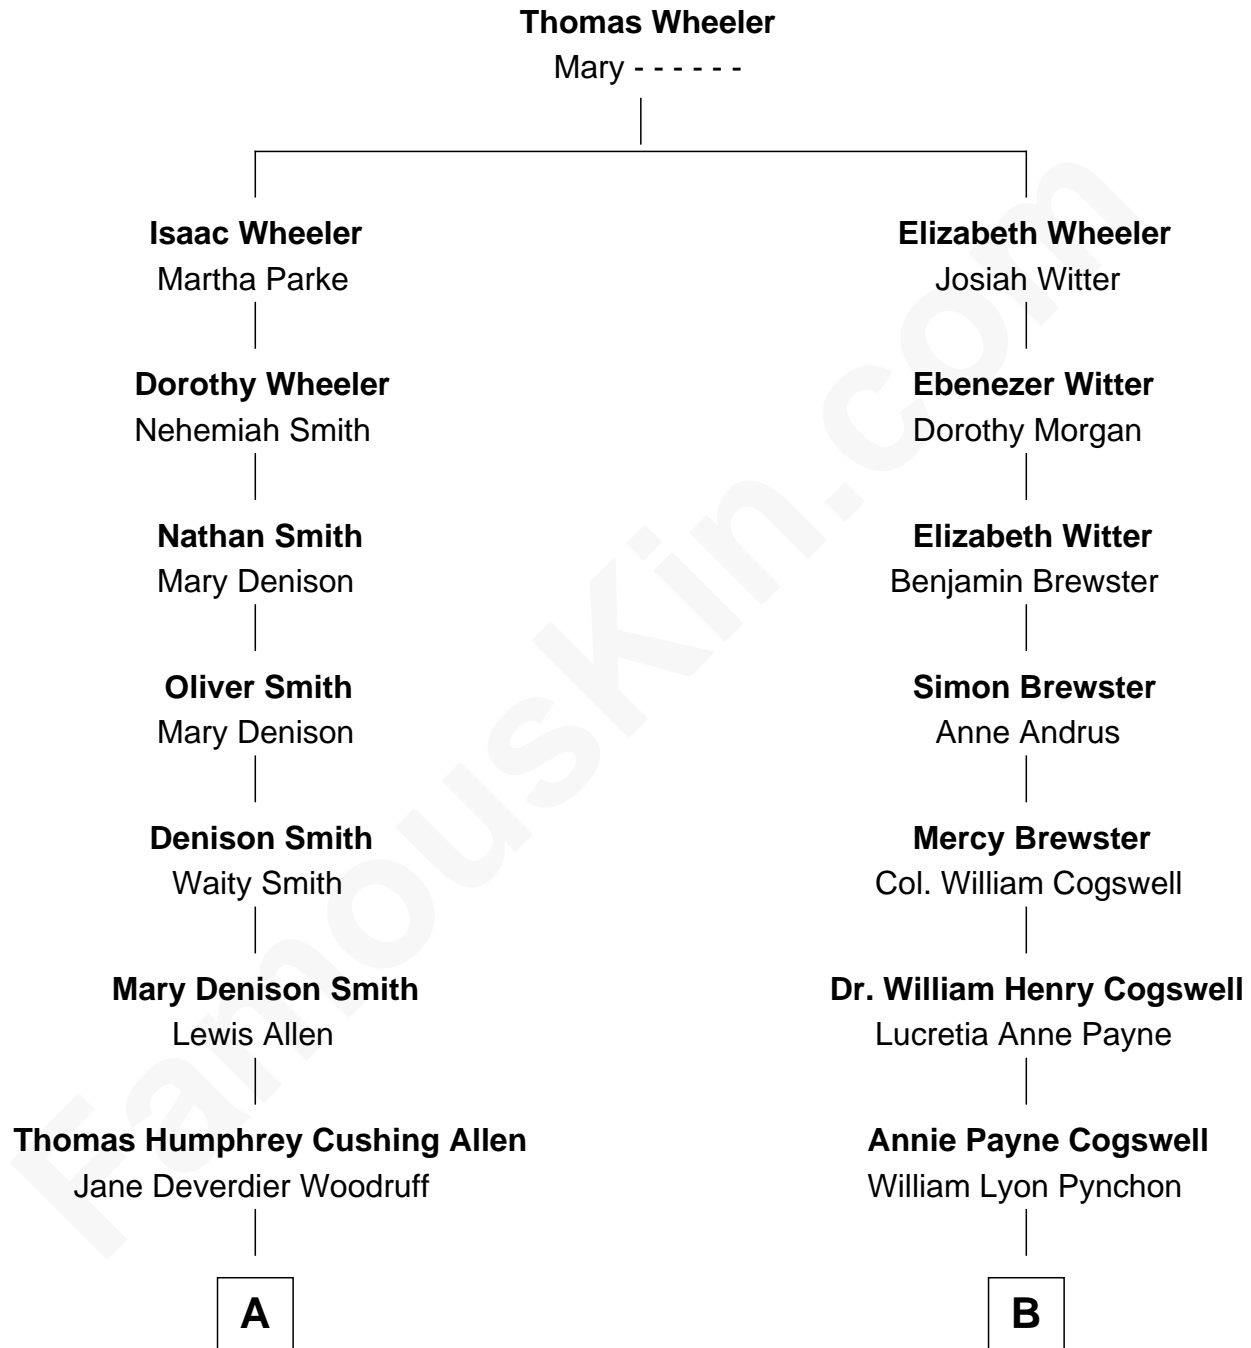 Thomas Wheeler
Mary - - - - - -
Isaac Wheeler
Martha Parke
Dorothy Wheeler
Nehemiah Smith
Nathan Smith
Mary Denison
Oliver Smith
Mary Denison
Denison Smith
Waity Smith
Mary Denison Smith
Lewis Allen
Thomas Humphrey Cushing Allen
Jane Deverdier Woodruff
A
Elizabeth Wheeler
Josiah Witter
Ebenezer Witter
Dorothy Morgan
Elizabeth Witter
Benjamin Brewster
Simon Brewster
Anne Andrus
Mercy Brewster
Col. William Cogswell
Dr. William Henry Cogswell
Lucretia Anne Payne
Annie Payne Cogswell
William Lyon Pynchon
B
FamousKin.com